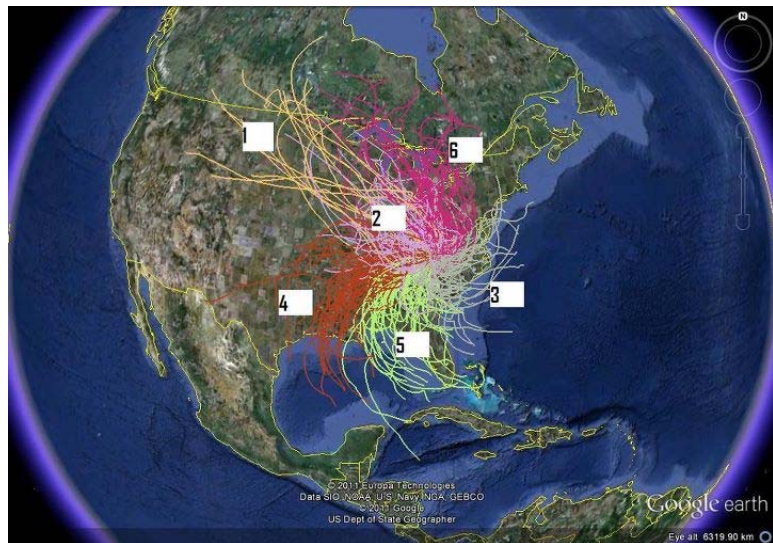 N
1
6
2
3
4
5
© 2011 Europa Technologies
Data SIO, NOAA, U.S. Navy, NGA, GEBCO
© 2011 Google
US Dept of State Geographer
Google earth
Eye alt 6319.90 km